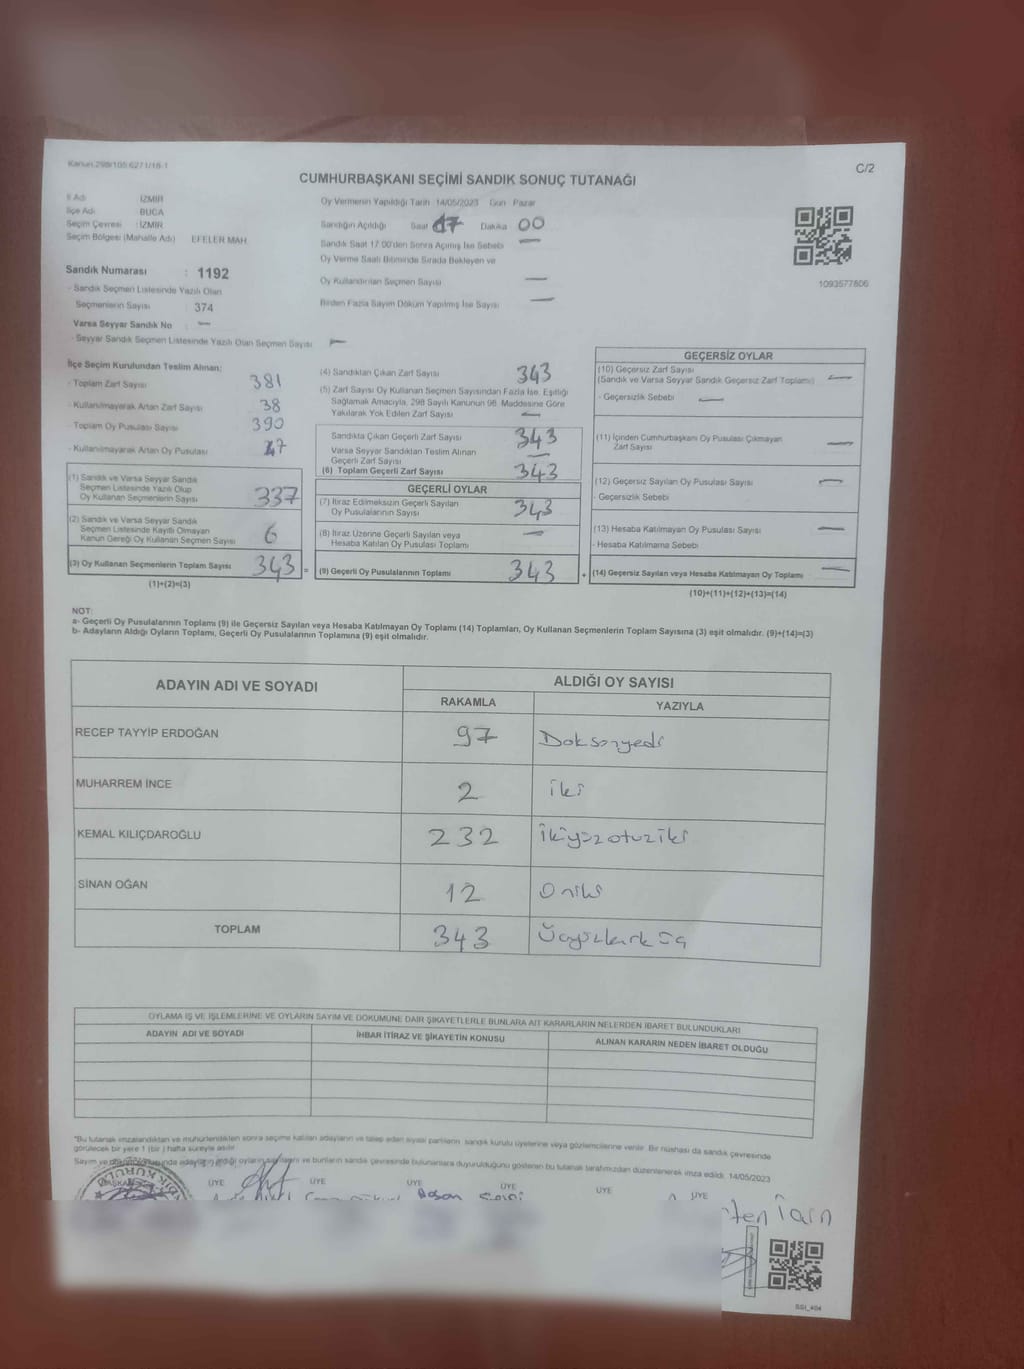 Kanun:298/105 6271/18-1
C/2
CUMHURBAŞKANI SEÇİMİ SANDIK SONUÇ TUTANAĞI
İl Adı : İZMİR
İlçe Adı : BUCA
Seçim Çevresi : İZMİR
Seçim Bölgesi (Mahalle Adı) EFELER MAH.
Sandık Numarası : 1192
- Sandık Seçmen Listesinde Yazılı Olan
Seçmenlerin Sayısı : 374
Varsa Seyyar Sandık No : —
- Seyyar Sandık Seçmen Listesinde Yazılı Olan Seçmen Sayısı —
Oy Vermenin Yapıldığı Tarih 14/05/2023 Gün Pazar
Sandığın Açıldığı Saat 17 Dakika 00
Sandık Saat 17:00'den Sonra Açılmış İse Sebebi —
Oy Verme Saati Bitiminde Sırada Bekleyen ve
Oy Kullandırılan Seçmen Sayısı —
Birden Fazla Sayım Döküm Yapılmış İse Sayısı —
1093577806
İlçe Seçim Kurulundan Teslim Alınan:
- Toplam Zarf Sayısı 381
- Kullanılmayarak Artan Zarf Sayısı 38
- Toplam Oy Pusulası Sayısı 390
- Kullanılmayarak Artan Oy Pusulası 47
(1) Sandık ve Varsa Seyyar Sandık
Seçmen Listesinde Yazılı Olup
Oy Kullanan Seçmenlerin Sayısı 337
(2) Sandık ve Varsa Seyyar Sandık
Seçmen Listesinde Kayıtlı Olmayan
Kanun Gereği Oy Kullanan Seçmen Sayısı 6
(3) Oy Kullanan Seçmenlerin Toplam Sayısı 343 =
(1)+(2)=(3)
(4) Sandıktan Çıkan Zarf Sayısı 343
(5) Zarf Sayısı Oy Kullanan Seçmen Sayısından Fazla İse, Eşitliği
Sağlamak Amacıyla, 298 Sayılı Kanunun 98. Maddesine Göre
Yakılarak Yok Edilen Zarf Sayısı —
Sandıkta Çıkan Geçerli Zarf Sayısı 343
Varsa Seyyar Sandıktan Teslim Alınan
Geçerli Zarf Sayısı —
(6) Toplam Geçerli Zarf Sayısı 343
GEÇERLİ OYLAR
(7) İtiraz Edilmeksizin Geçerli Sayılan
Oy Pusulalarının Sayısı 343
(8) İtiraz Üzerine Geçerli Sayılan veya
Hesaba Katılan Oy Pusulası Toplamı —
(9) Geçerli Oy Pusulalarının Toplamı 343 +
GEÇERSİZ OYLAR
(10) Geçersiz Zarf Sayısı
(Sandık ve Varsa Seyyar Sandık Geçersiz Zarf Toplamı) —
- Geçersizlik Sebebi —
(11) İçinden Cumhurbaşkanı Oy Pusulası Çıkmayan
Zarf Sayısı —
(12) Geçersiz Sayılan Oy Pusulası Sayısı —
- Geçersizlik Sebebi
(13) Hesaba Katılmayan Oy Pusulası Sayısı —
- Hesaba Katılmama Sebebi
(14) Geçersiz Sayılan veya Hesaba Katılmayan Oy Toplamı —
(10)+(11)+(12)+(13)=(14)
NOT:
a- Geçerli Oy Pusulalarının Toplamı (9) ile Geçersiz Sayılan veya Hesaba Katılmayan Oy Toplamı (14) Toplamları, Oy Kullanan Seçmenlerin Toplam Sayısına (3) eşit olmalıdır. (9)+(14)=(3)
b- Adayların Aldığı Oyların Toplamı, Geçerli Oy Pusulalarının Toplamına (9) eşit olmalıdır.
ADAYIN ADI VE SOYADI ALDIĞI OY SAYISI
RAKAMLA YAZIYLA
RECEP TAYYİP ERDOĞAN 97 Doksanyedi
MUHARREM İNCE 2 iki
KEMAL KILIÇDAROĞLU 232 ikiyüzotuziki
SİNAN OĞAN 12 Oniki
TOPLAM 343 Üçyüzkırküç
OYLAMA İŞ VE İŞLEMLERİNE VE OYLARIN SAYIM VE DÖKÜMÜNE DAİR ŞİKAYETLERLE BUNLARA AİT KARARLARIN NELERDEN İBARET BULUNDUKLARI
ADAYIN ADI VE SOYADI İHBAR İTİRAZ VE ŞİKAYETİN KONUSU ALINAN KARARIN NEDEN İBARET OLDUĞU
*Bu tutanak imzalandıktan ve mühürlendikten sonra seçime katılan adayların ve talep eden siyasi partilerin sandık kurulu üyelerine veya gözlemcilerine verilir. Bir nüshası da sandık çevresinde
görülecek bir yere 1 (bir) hafta süreyle asılır.
Sayım ve adayların aldığı oyların ve bunların sandık çevresinde bulunanlara duyurulduğunu gösteren bu tutanak tarafımızdan düzenlenerek imza edildi. 14/05/2023
BAŞKAN ÜYE ÜYE ÜYE ÜYE ÜYE ÜYE
SSI_404